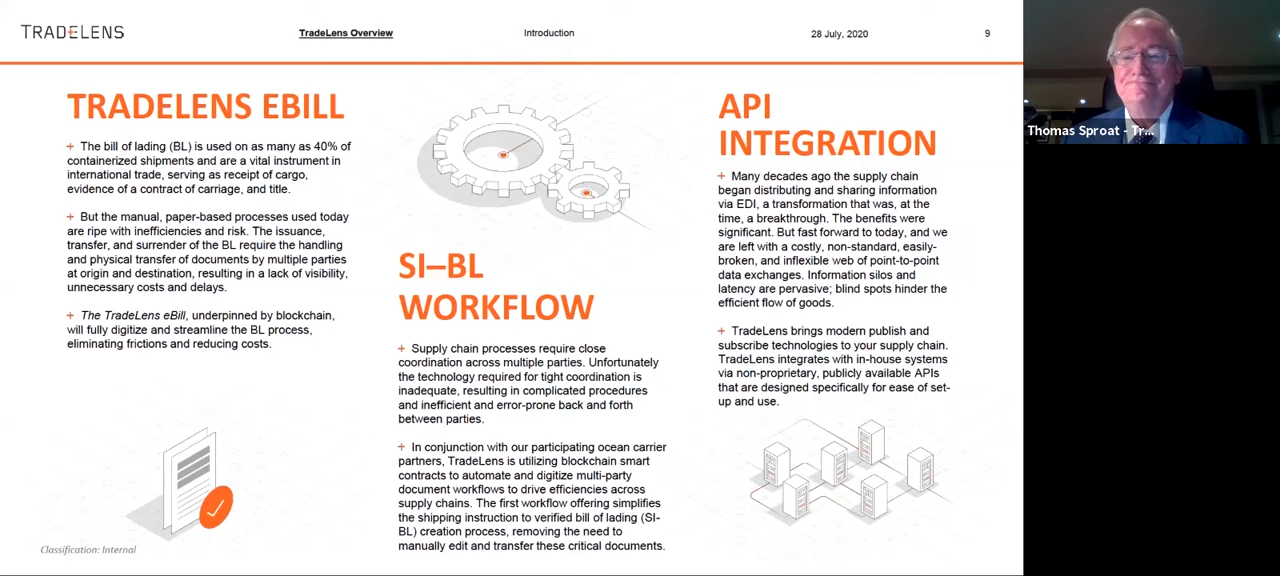 TRADELENS
TradeLens Overview
Introduction
28 July, 2020
9
TRADELENS EBILL
+ The bill of lading (BL) is used on as many as 40% of
containerized shipments and are a vital instrument in
international trade, serving as receipt of cargo,
evidence of a contract of carriage, and title.
+ But the manual, paper-based processes used today
are ripe with inefficiencies and risk. The issuance,
transfer, and surrender of the BL require the handling
and physical transfer of documents by multiple parties
at origin and destination, resulting in a lack of visibility,
unnecessary costs and delays.
+ The TradeLens eBill, underpinned by blockchain,
will fully digitize and streamline the BL process,
eliminating frictions and reducing costs.
SI–BL
WORKFLOW
+ Supply chain processes require close
coordination across multiple parties. Unfortunately
the technology required for tight coordination is
inadequate, resulting in complicated procedures
and inefficient and error-prone back and forth
between parties.
+ In conjunction with our participating ocean carrier
partners, TradeLens is utilizing blockchain smart
contracts to automate and digitize multi-party
document workflows to drive efficiencies across
supply chains. The first workflow offering simplifies
the shipping instruction to verified bill of lading (SI-
BL) creation process, removing the need to
manually edit and transfer these critical documents.
API
INTEGRATION
+ Many decades ago the supply chain
began distributing and sharing information
via EDI, a transformation that was, at the
time, a breakthrough. The benefits were
significant. But fast forward to today, and we
are left with a costly, non-standard, easily-
broken, and inflexible web of point-to-point
data exchanges. Information silos and
latency are pervasive; blind spots hinder the
efficient flow of goods.
+ TradeLens brings modern publish and
subscribe technologies to your supply chain.
TradeLens integrates with in-house systems
via non-proprietary, publicly available APIs
that are designed specifically for ease of set-
up and use.
Classification: Internal
Thomas Sproat - Tr...